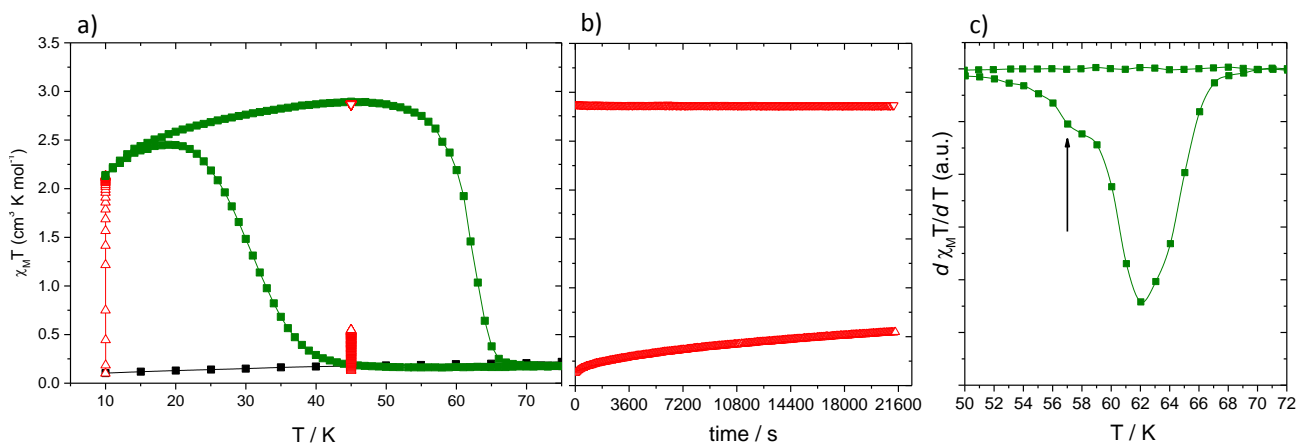 a)
3.5
3.0
2.5
2.0
1.5
1.0
0.5
0.0
χMT (cm³ K mol⁻¹)
10 20 30 40 50 60 70
T / K
b)
0 3600 7200 10800 14400 18000 21600
time / s
c)
d χMT/d T (a.u.)
50 52 54 56 58 60 62 64 66 68 70 72
T / K